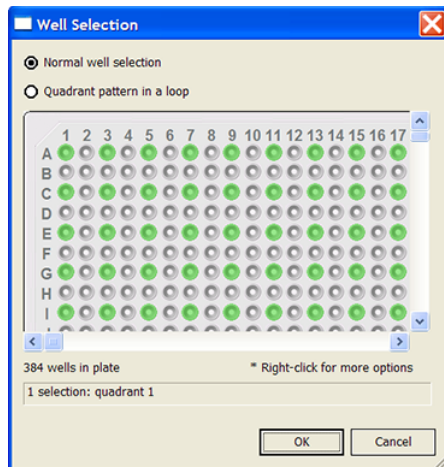 Well Selection
Normal well selection
Quadrant pattern in a loop
1 2 3 4 5 6 7 8 9 10 11 12 13 14 15 16 17
A
B
C
D
E
F
G
H
I
384 wells in plate * Right-click for more options
1 selection: quadrant 1
OK Cancel